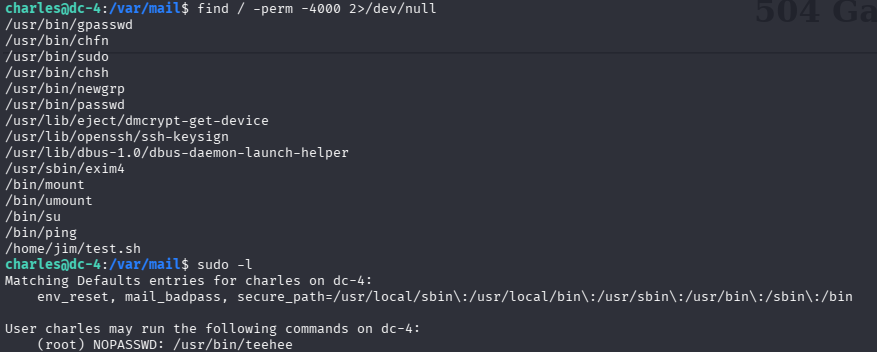 504 Ga
charles@dc-4:/var/mail$ find / -perm -4000 2>/dev/null
/usr/bin/gpasswd
/usr/bin/chfn
/usr/bin/sudo
/usr/bin/chsh
/usr/bin/newgrp
/usr/bin/passwd
/usr/lib/eject/dmcrypt-get-device
/usr/lib/openssh/ssh-keysign
/usr/lib/dbus-1.0/dbus-daemon-launch-helper
/usr/sbin/exim4
/bin/mount
/bin/umount
/bin/su
/bin/ping
/home/jim/test.sh
charles@dc-4:/var/mail$ sudo -l
Matching Defaults entries for charles on dc-4:
    env_reset, mail_badpass, secure_path=/usr/local/sbin\:/usr/local/bin\:/usr/sbin\:/usr/bin\:/sbin\:/bin

User charles may run the following commands on dc-4:
    (root) NOPASSWD: /usr/bin/teehee